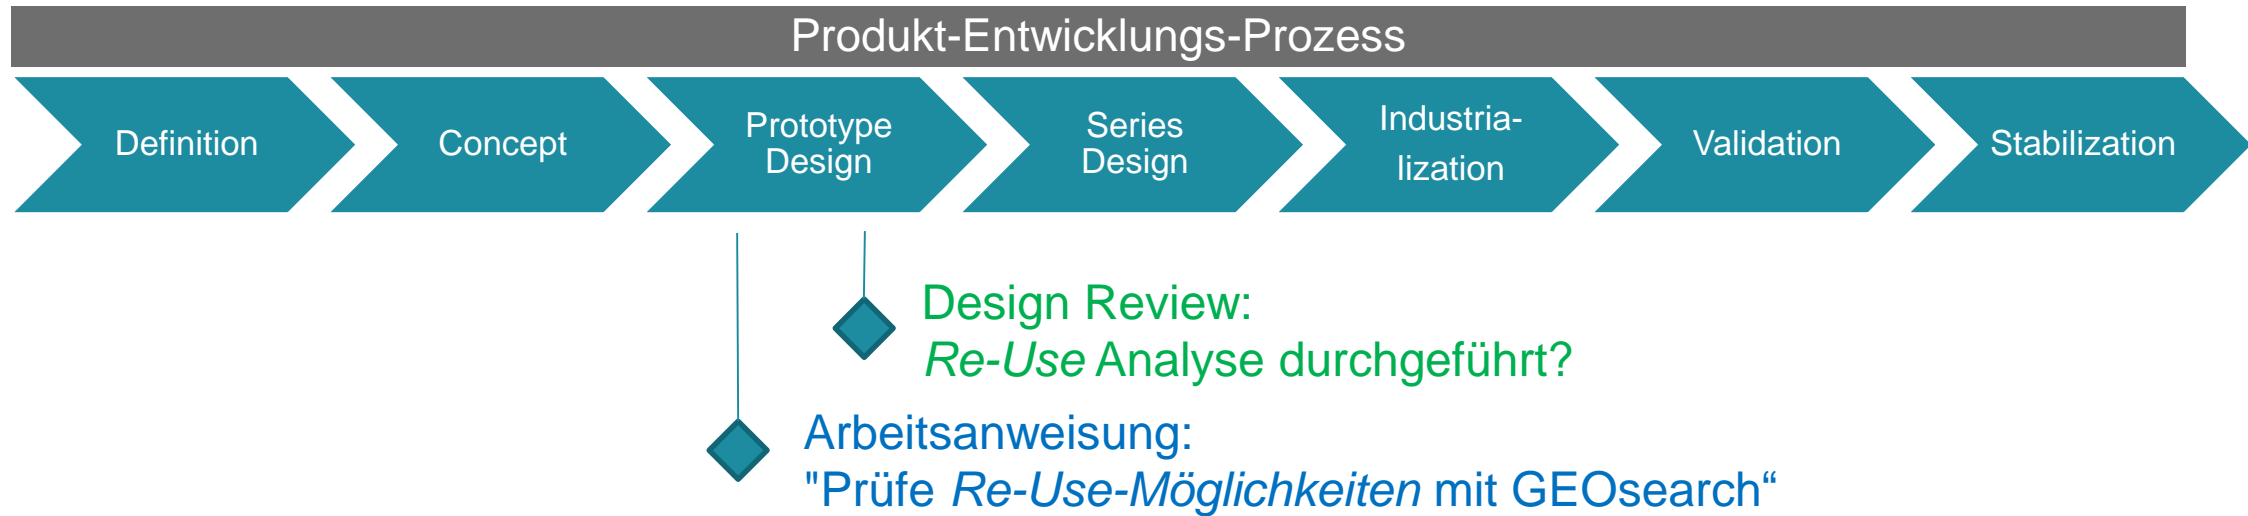 Produkt-Entwicklungs-Prozess
Definition
Concept
Prototype
Design
Series
Design
Industria-
lization
Validation
Stabilization
Design Review:
Re-Use Analyse durchgeführt?
Arbeitsanweisung:
"Prüfe Re-Use-Möglichkeiten mit GEOsearch“